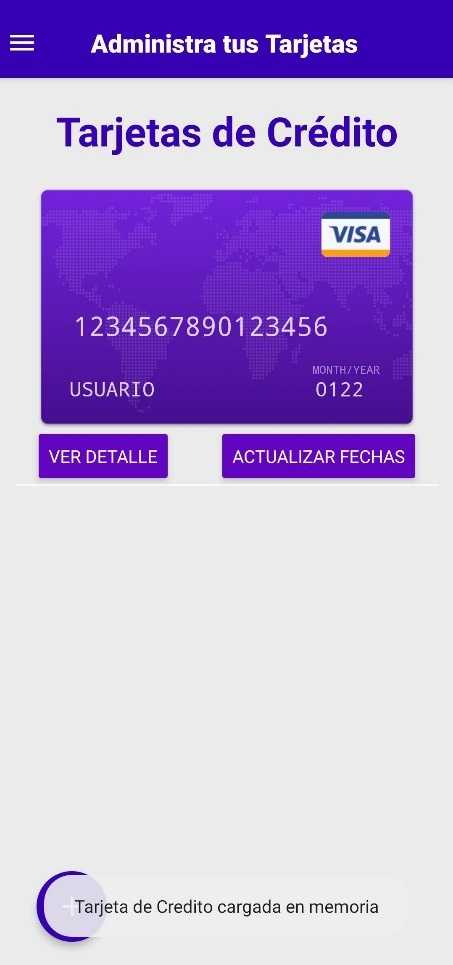 Administra tus Tarjetas
Tarjetas de Crédito
VISA
1234567890123456
MONTH/YEAR
USUARIO 0122
VER DETALLE ACTUALIZAR FECHAS
Tarjeta de Credito cargada en memoria